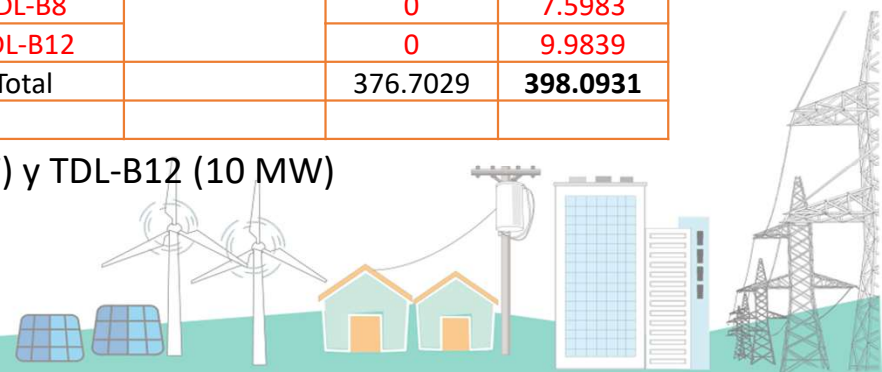 DL-B8 0 7.5983
DL-B12 0 9.9839
Total 376.7029 398.0931
) y TDL-B12 (10 MW)